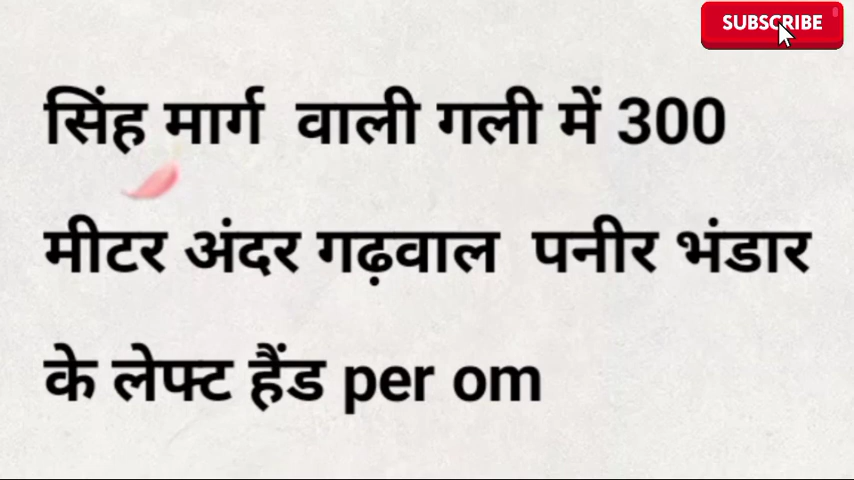 SUBSCRIBE
सिंह मार्ग वाली गली में 300
मीटर अंदर गढ़वाल पनीर भंडार
के लेफ्ट हैंड per om